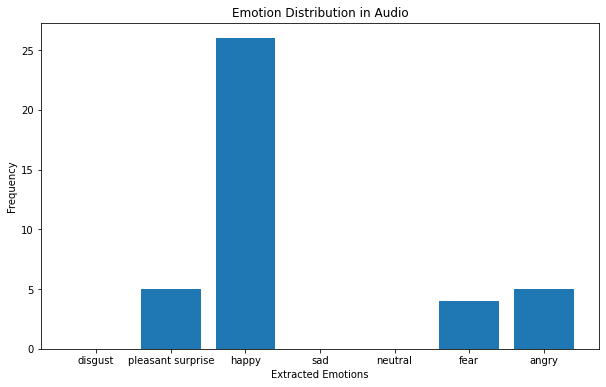 Emotion Distribution in Audio
Frequency
25
20
15
10
5
0
disgust pleasant surprise happy sad neutral fear angry
Extracted Emotions